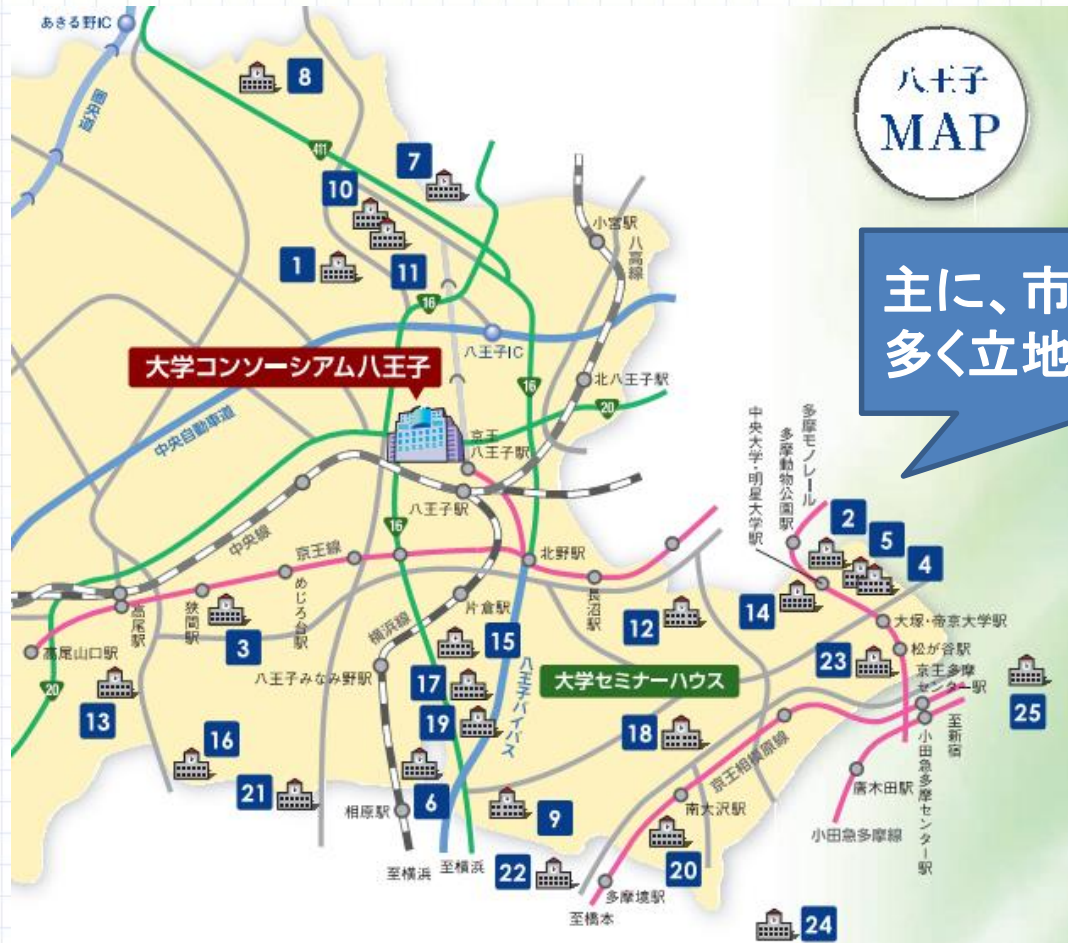 あきる野IC
圏央道
8
411
7
10
11
1
16
小宮駅
八高線
八王子
MAP
主に、市
多く立地
大学コンソーシアム八王子
八王子IC
中央自動車道
16
北八王子駅
20
京王
八王子駅
八王子駅
16
中央線
京王線
北野駅
長沼駅
中央大学・明星大学駅
多摩動物公園駅
多摩モノレール
2
5
4
14
大塚・帝京大学駅
松が谷駅
京王多摩
センター駅
至新宿
23
25
12
高尾駅
狭間駅
めじろ台駅
3
高尾山口駅
20
13
片倉駅
横浜線
八王子みなみ野駅
15
17
19
八王子バイパス
大学セミナーハウス
18
京王相模原線
南大沢駅
唐木田駅
小田急多摩センター駅
小田急多摩線
16
21
相原駅
6
9
至横浜
至横浜
22
20
多摩境駅
至橋本
24